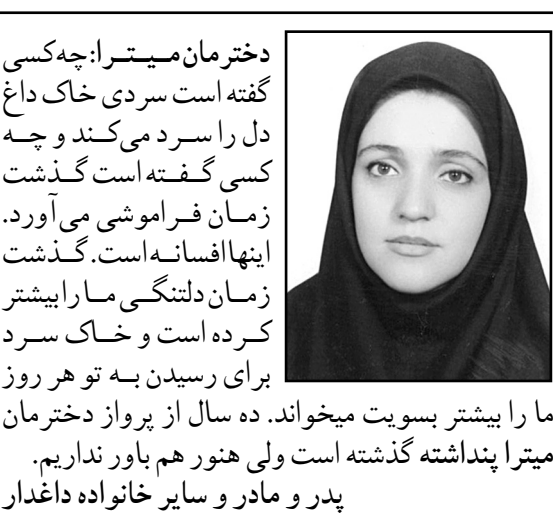 دخترمان میـتـرا: چه کسی
گفته است سردی خاک داغ
دل را سرد می‌کند و چه
کسی گفته است گذشت
زمان فراموشی می‌آورد.
اینها افسانه است. گذشت
زمان دلتنگی ما را بیشتر
کرده است و خاک سرد
برای رسیدن به تو هر روز
ما را بیشتر بسویت میخواند. ده سال از پرواز دخترمان
میترا پنداشته گذشته است ولی هنور هم باور نداریم.
پدر و مادر و سایر خانواده داغدار